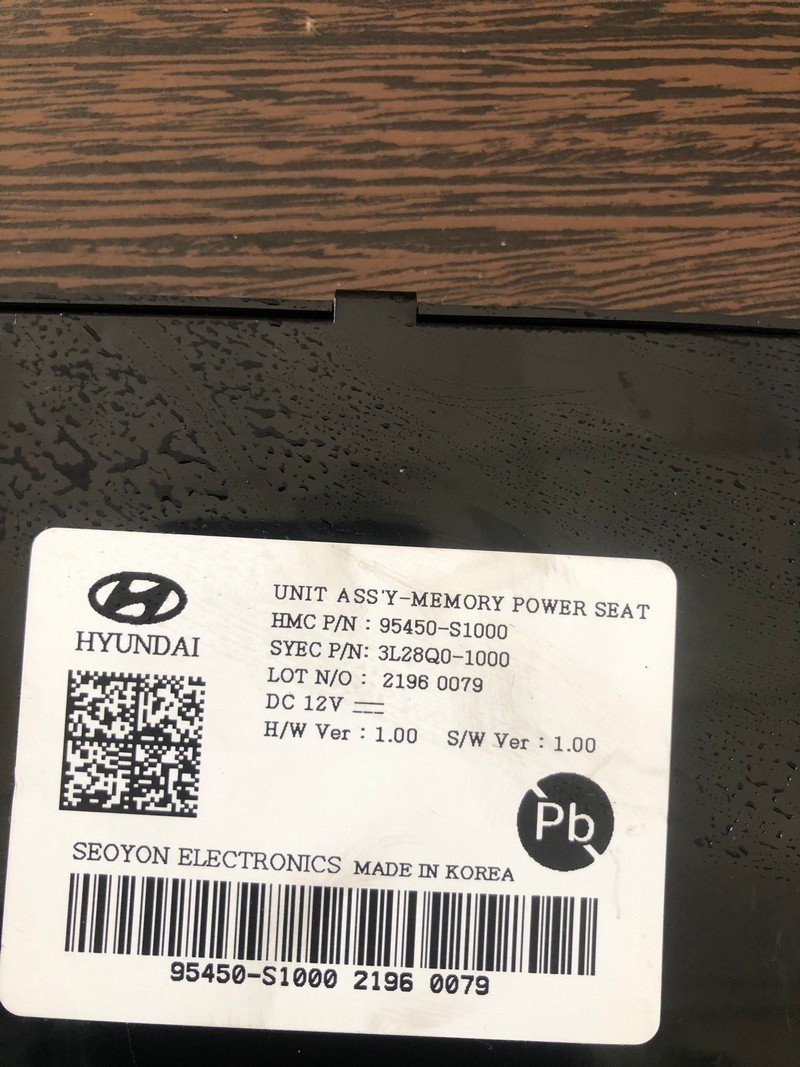 HYUNDAI
UNIT ASS'Y-MEMORY POWER SEAT
HMC P/N : 95450-S1000
SYEC P/N: 3L28Q0-1000
LOT N/O : 2196 0079
DC 12V
H/W Ver : 1.00 S/W Ver : 1.00
Pb
SEOYON ELECTRONICS MADE IN KOREA
95450-S1000 2196 0079